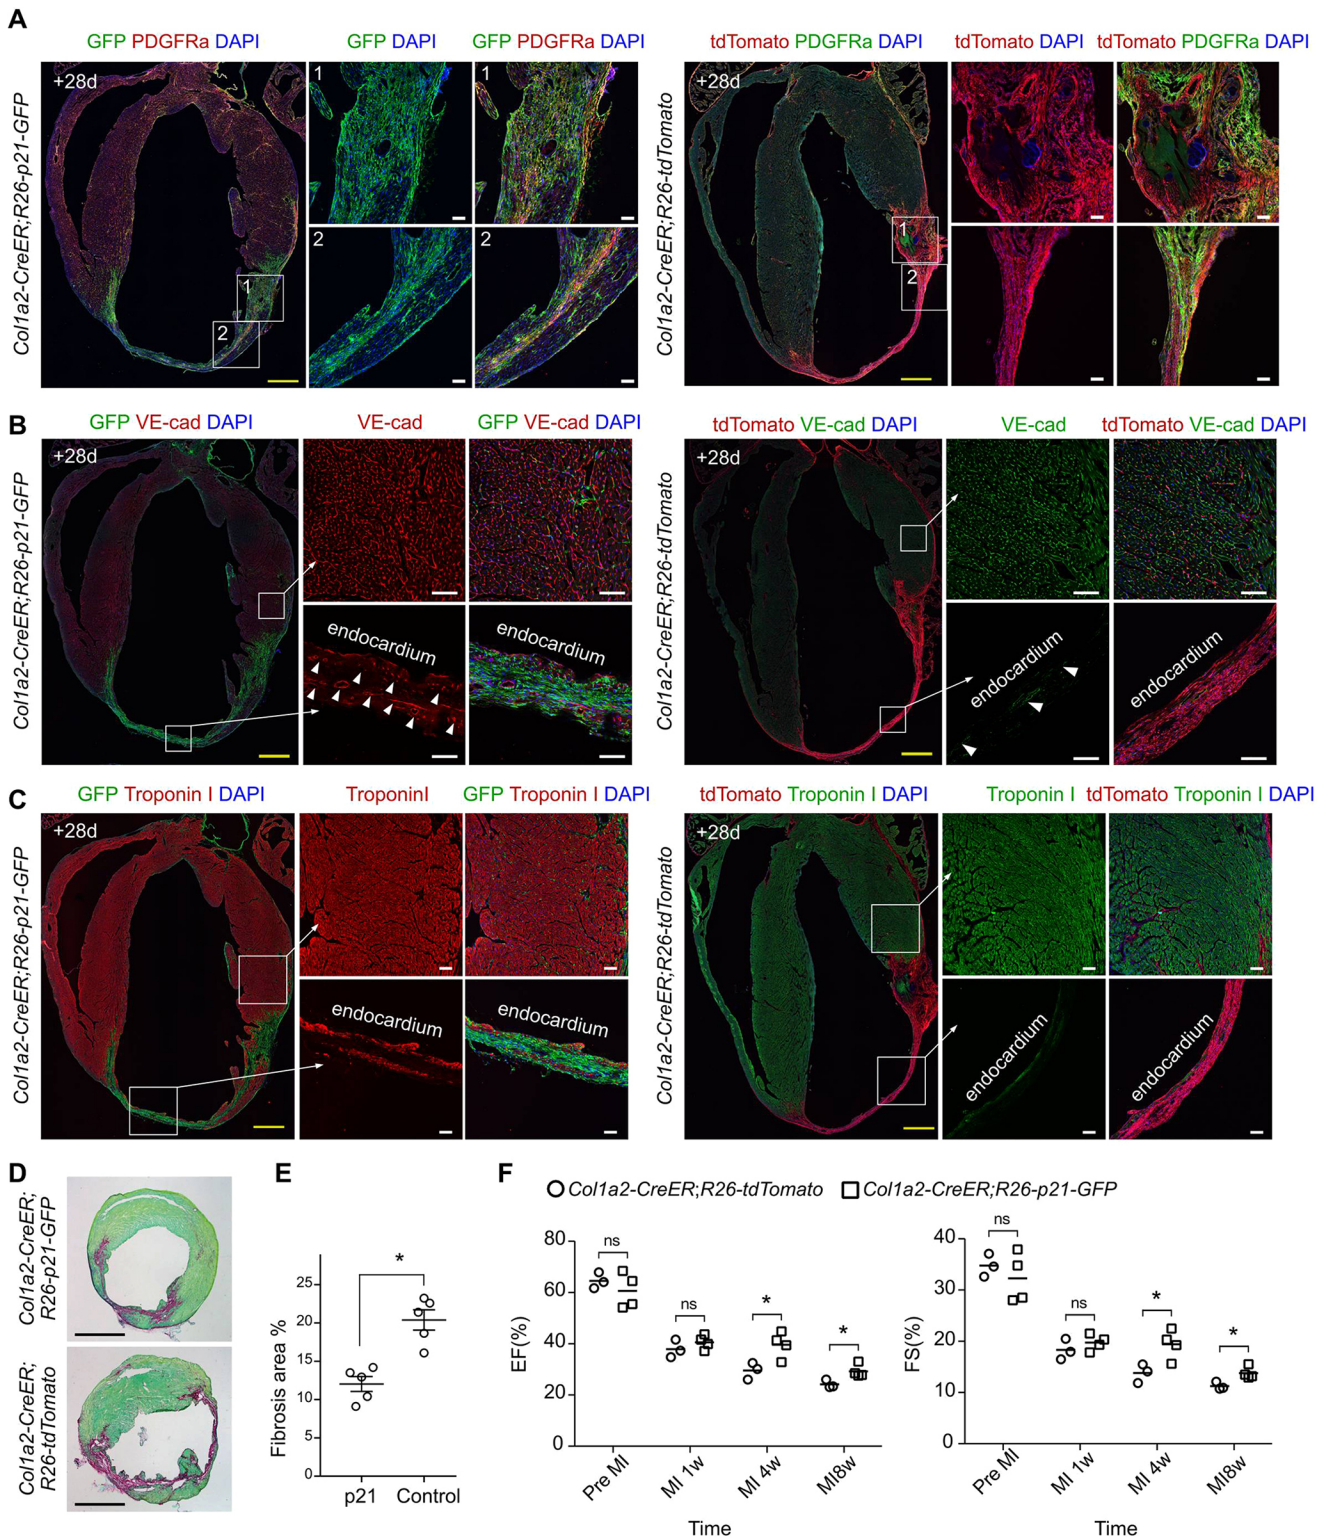 A
GFP PDGFRa DAPI
GFP DAPI
GFP PDGFRa DAPI
tdTomato PDGFRa DAPI
tdTomato DAPI
tdTomato PDGFRa DAPI
Col1a2-CreER;R26-p21-GFP
+28d
1
2
1
1
2
2
Col1a2-CreER;R26-tdTomato
+28d
1
2
B
GFP VE-cad DAPI
VE-cad
GFP VE-cad DAPI
tdTomato VE-cad DAPI
VE-cad
tdTomato VE-cad DAPI
Col1a2-CreER;R26-p21-GFP
+28d
endocardium
endocardium
Col1a2-CreER;R26-tdTomato
+28d
endocardium
endocardium
C
GFP Troponin I DAPI
TroponinI
GFP Troponin I DAPI
tdTomato Troponin I DAPI
Troponin I
tdTomato Troponin I DAPI
Col1a2-CreER;R26-p21-GFP
+28d
endocardium
endocardium
Col1a2-CreER;R26-tdTomato
+28d
endocardium
endocardium
D
Col1a2-CreER;
R26-p21-GFP
Col1a2-CreER;
R26-tdTomato
E
Fibrosis area %
25
20
15
10
5
0
*
p21
Control
F
Col1a2-CreER;R26-tdTomato
Col1a2-CreER;R26-p21-GFP
EF(%)
80
60
40
20
0
ns
ns
*
*
Pre MI
MI 1w
MI 4w
MI8w
Time
FS(%)
40
30
20
10
0
ns
ns
*
*
Pre MI
MI 1w
MI 4w
MI8w
Time